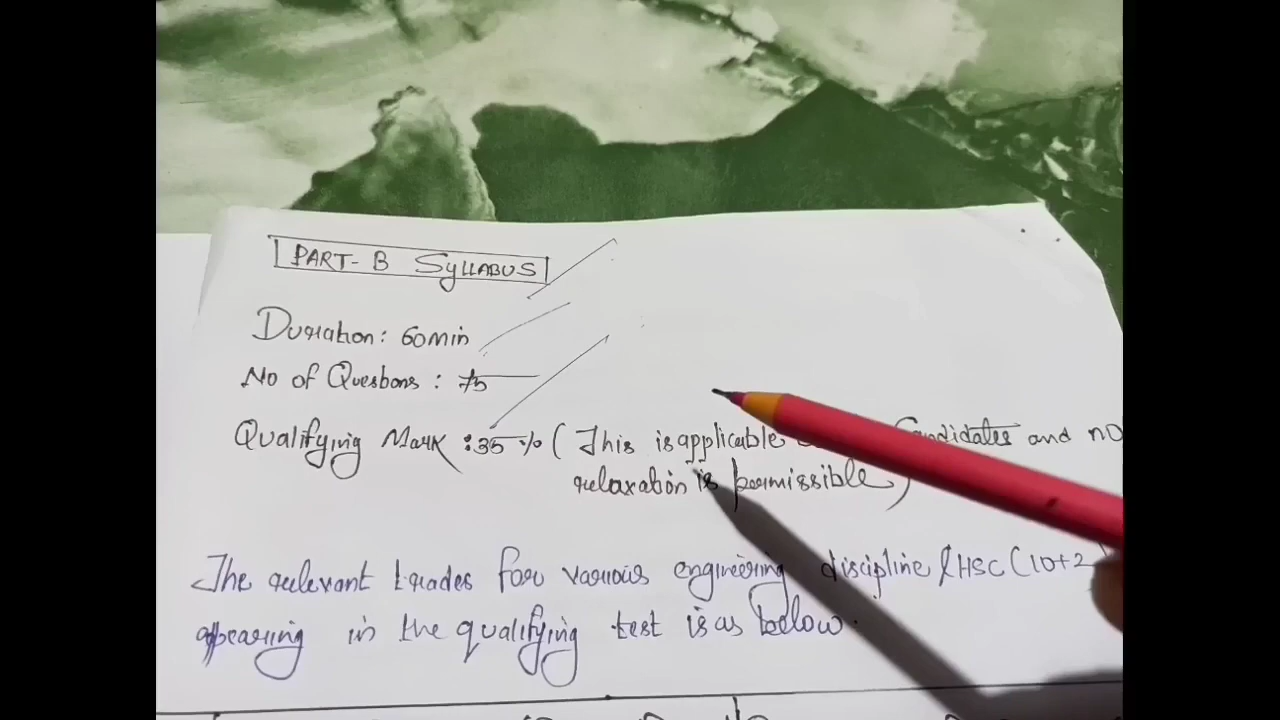 PART-B SYLLABUS
Duration: 60min
No of Questions: 75
Qualifying Mark: 35% (This is applicable Candidates and no
relaxation is permissible)
The relevant trades for various engineering discipline & HSC (10+2)
appearing in the qualifying test is as below.